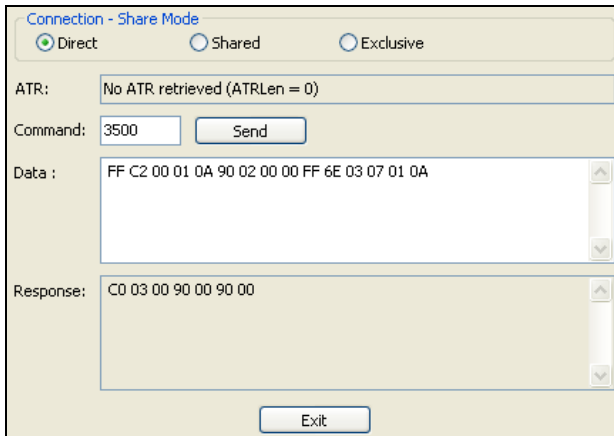 Connection - Share Mode
Direct Shared Exclusive
ATR: No ATR retrieved (ATRLen = 0)
Command: 3500 Send
Data : FF C2 00 01 0A 90 02 00 00 FF 6E 03 07 01 0A
Response: C0 03 00 90 00 90 00
Exit